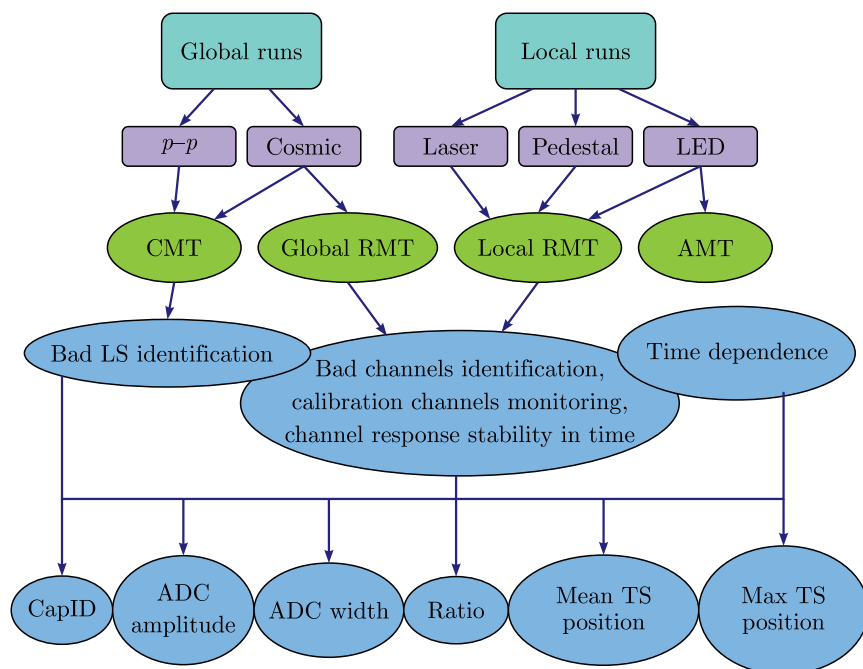 Global runs
Local runs
p–p
Cosmic
Laser
Pedestal
LED
CMT
Global RMT
Local RMT
AMT
Bad LS identification
Bad channels identification,
calibration channels monitoring,
channel response stability in time
Time dependence
CapID
ADC
amplitude
ADC width
Ratio
Mean TS
position
Max TS
position